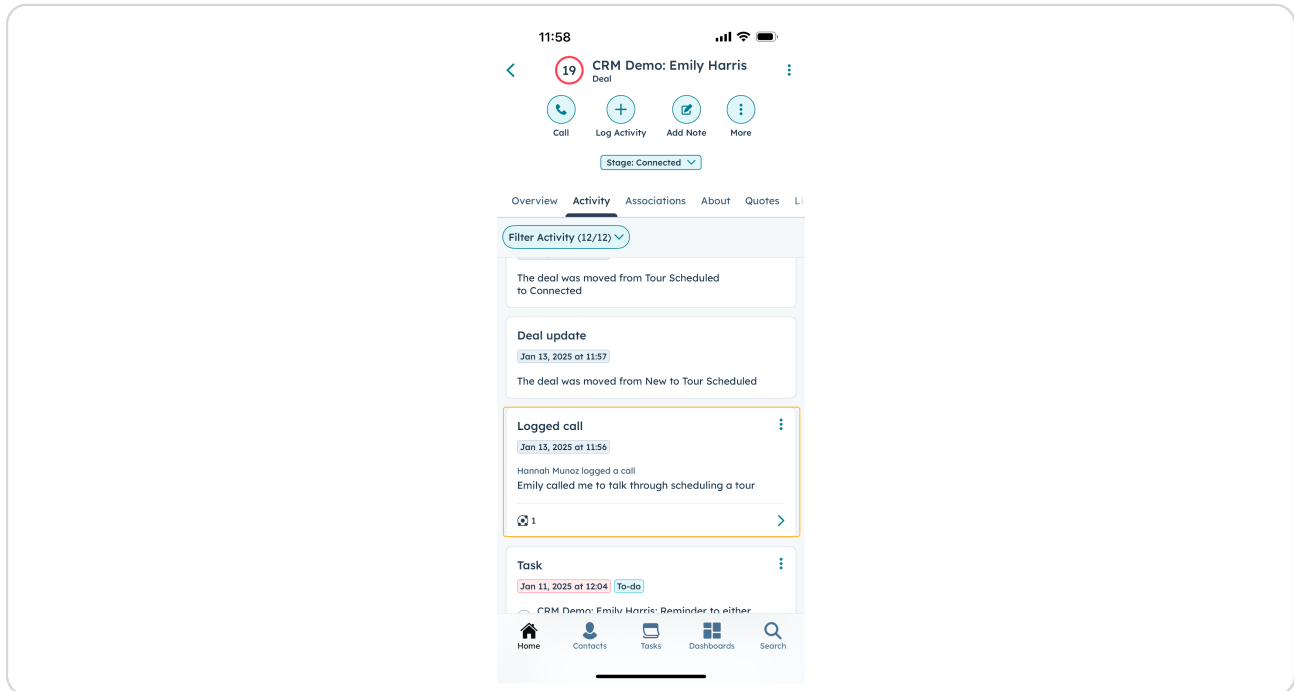 11:58
19
CRM Demo: Emily Harris
Deal
Call
Log Activity
Add Note
More
Stage: Connected
Overview
Activity
Associations
About
Quotes
Li
Filter Activity (12/12)
The deal was moved from Tour Scheduled
to Connected
Deal update
Jan 13, 2025 at 11:57
The deal was moved from New to Tour Scheduled
Logged call
Jan 13, 2025 at 11:56
Hannah Munoz logged a call
Emily called me to talk through scheduling a tour
1
Task
Jan 11, 2025 at 12:04
To-do
CRM Demo: Emily Harris: Reminder to either
Home
Contacts
Tasks
Dashboards
Search